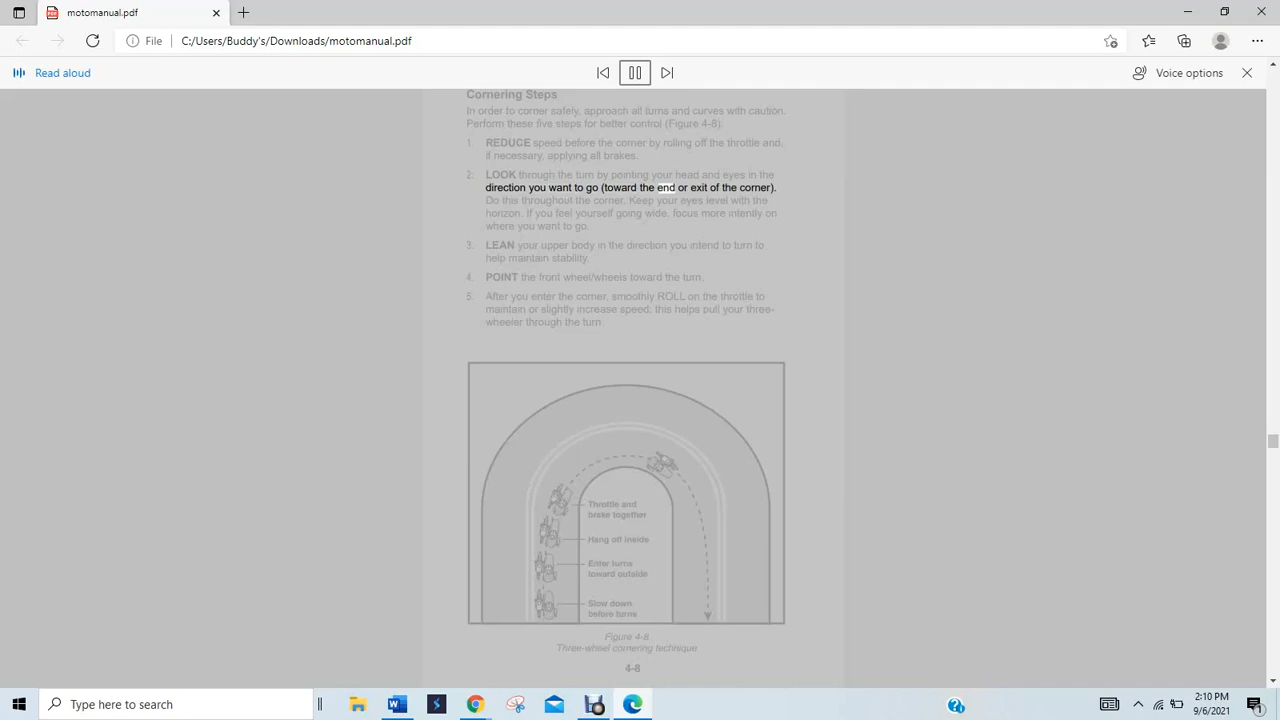 motomanual.pdf
File C:/Users/Buddy's/Downloads/motomanual.pdf
Read aloud
Voice options
Cornering Steps
In order to corner safely, approach all turns and curves with caution.
Perform these five steps for better control (Figure 4-8):
1. REDUCE speed before the corner by rolling off the throttle and,
if necessary, applying all brakes.
2. LOOK through the turn by pointing your head and eyes in the
direction you want to go (toward the end or exit of the corner).
Do this throughout the corner. Keep your eyes level with the
horizon. If you feel yourself going wide, focus more intently on
where you want to go.
3. LEAN your upper body in the direction you intend to turn to
help maintain stability.
4. POINT the front wheel/wheels toward the turn.
5. After you enter the corner, smoothly ROLL on the throttle to
maintain or slightly increase speed; this helps pull your three-
wheeler through the turn.
Throttle and
brake together
Hang off inside
Enter turns
toward outside
Slow down
before turns
Figure 4-8
Three-wheel cornering technique
4-8
Type here to search
2:10 PM
9/6/2021